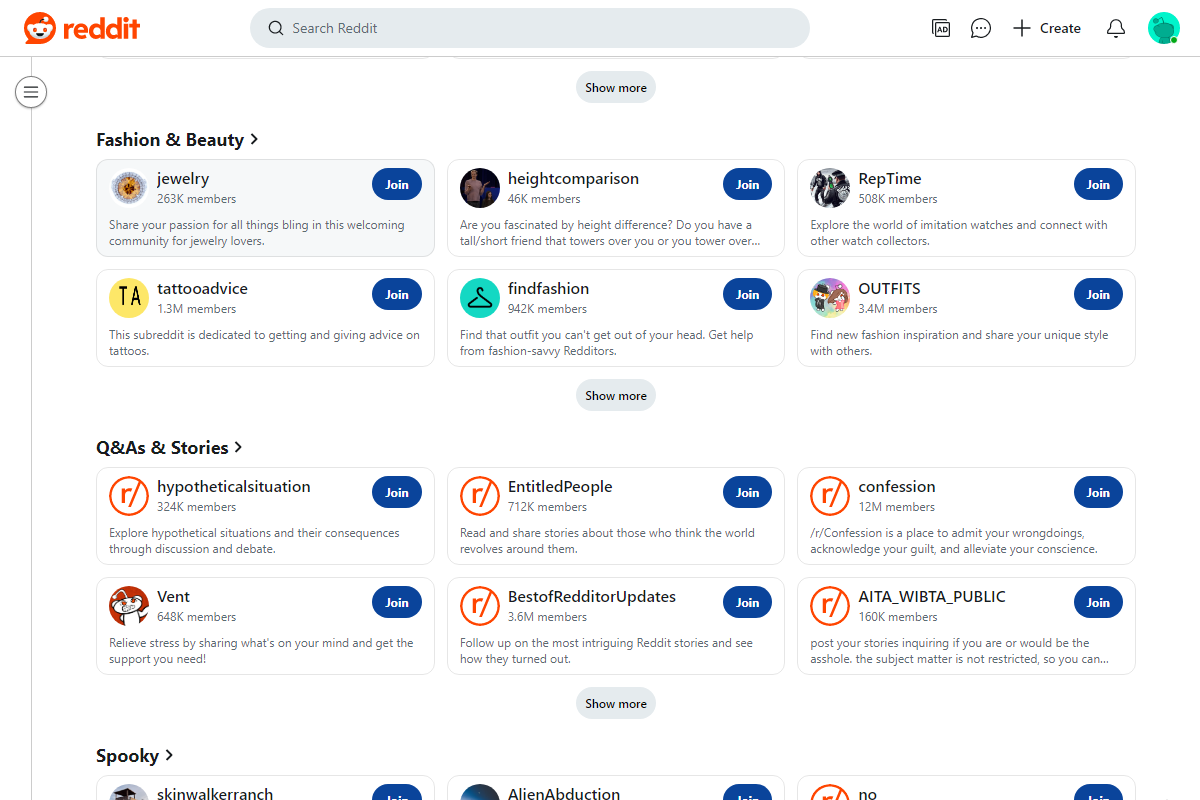 reddit
Search Reddit
AD
Create
Show more
Fashion & Beauty
jewelry
263K members
Join
Share your passion for all things bling in this welcoming
community for jewelry lovers.
heightcomparison
46K members
Join
Are you fascinated by height difference? Do you have a
tall/short friend that towers over you or you tower over...
RepTime
508K members
Join
Explore the world of imitation watches and connect with
other watch collectors.
TA
tattooadvice
1.3M members
Join
This subreddit is dedicated to getting and giving advice on
tattoos.
findfashion
942K members
Join
Find that outfit you can't get out of your head. Get help
from fashion-savvy Redditors.
OUTFITS
3.4M members
Join
Find new fashion inspiration and share your unique style
with others.
Show more
Q&As & Stories
r/
hypotheticalsituation
324K members
Join
Explore hypothetical situations and their consequences
through discussion and debate.
r/
EntitledPeople
712K members
Join
Read and share stories about those who think the world
revolves around them.
r/
confession
12M members
Join
/r/Confession is a place to admit your wrongdoings,
acknowledge your guilt, and alleviate your conscience.
Vent
648K members
Join
Relieve stress by sharing what's on your mind and get the
support you need!
r/
BestofRedditorUpdates
3.6M members
Join
Follow up on the most intriguing Reddit stories and see
how they turned out.
r/
AITA_WIBTA_PUBLIC
160K members
Join
post your stories inquiring if you are or would be the
asshole. the subject matter is not restricted, so you can...
Show more
Spooky
skinwalkerranch
Join
AlienAbduction
Join
r/
no
Join